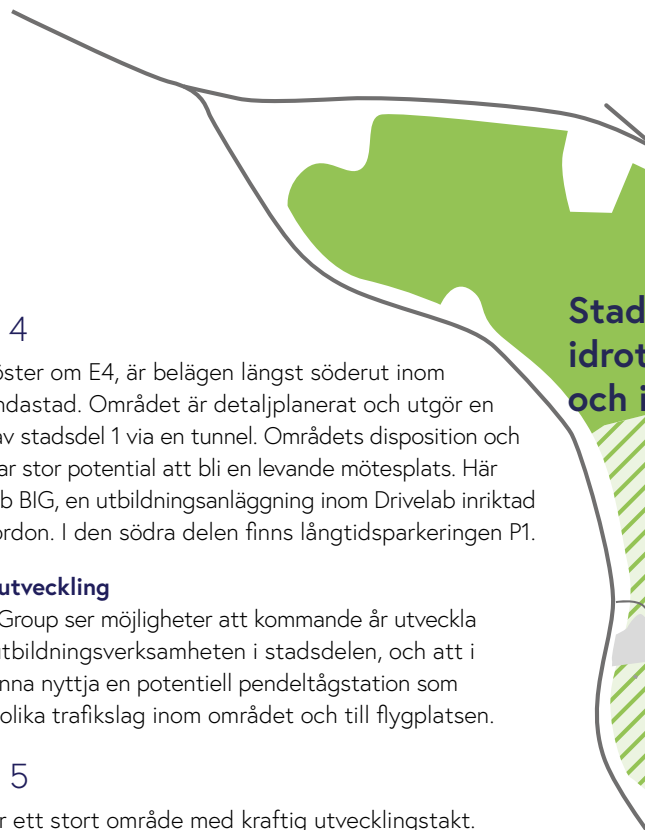 4
öster om E4, är belägen längst söderut inom
ndastad. Området är detaljplanerat och utgör en
av stadsdel 1 via en tunnel. Områdets disposition och
ar stor potential att bli en levande mötesplats. Här
b BIG, en utbildningsanläggning inom Drivelab inriktad
ordon. I den södra delen finns långtidsparkeringen P1.
utveckling
Group ser möjligheter att kommande år utveckla
utbildningsverksamheten i stadsdelen, och att i
nna nyttja en potentiell pendeltågstation som
olika trafikslag inom området och till flygplatsen.
5
r ett stort område med kraftig utvecklingstakt.
Stad
idrot
och i